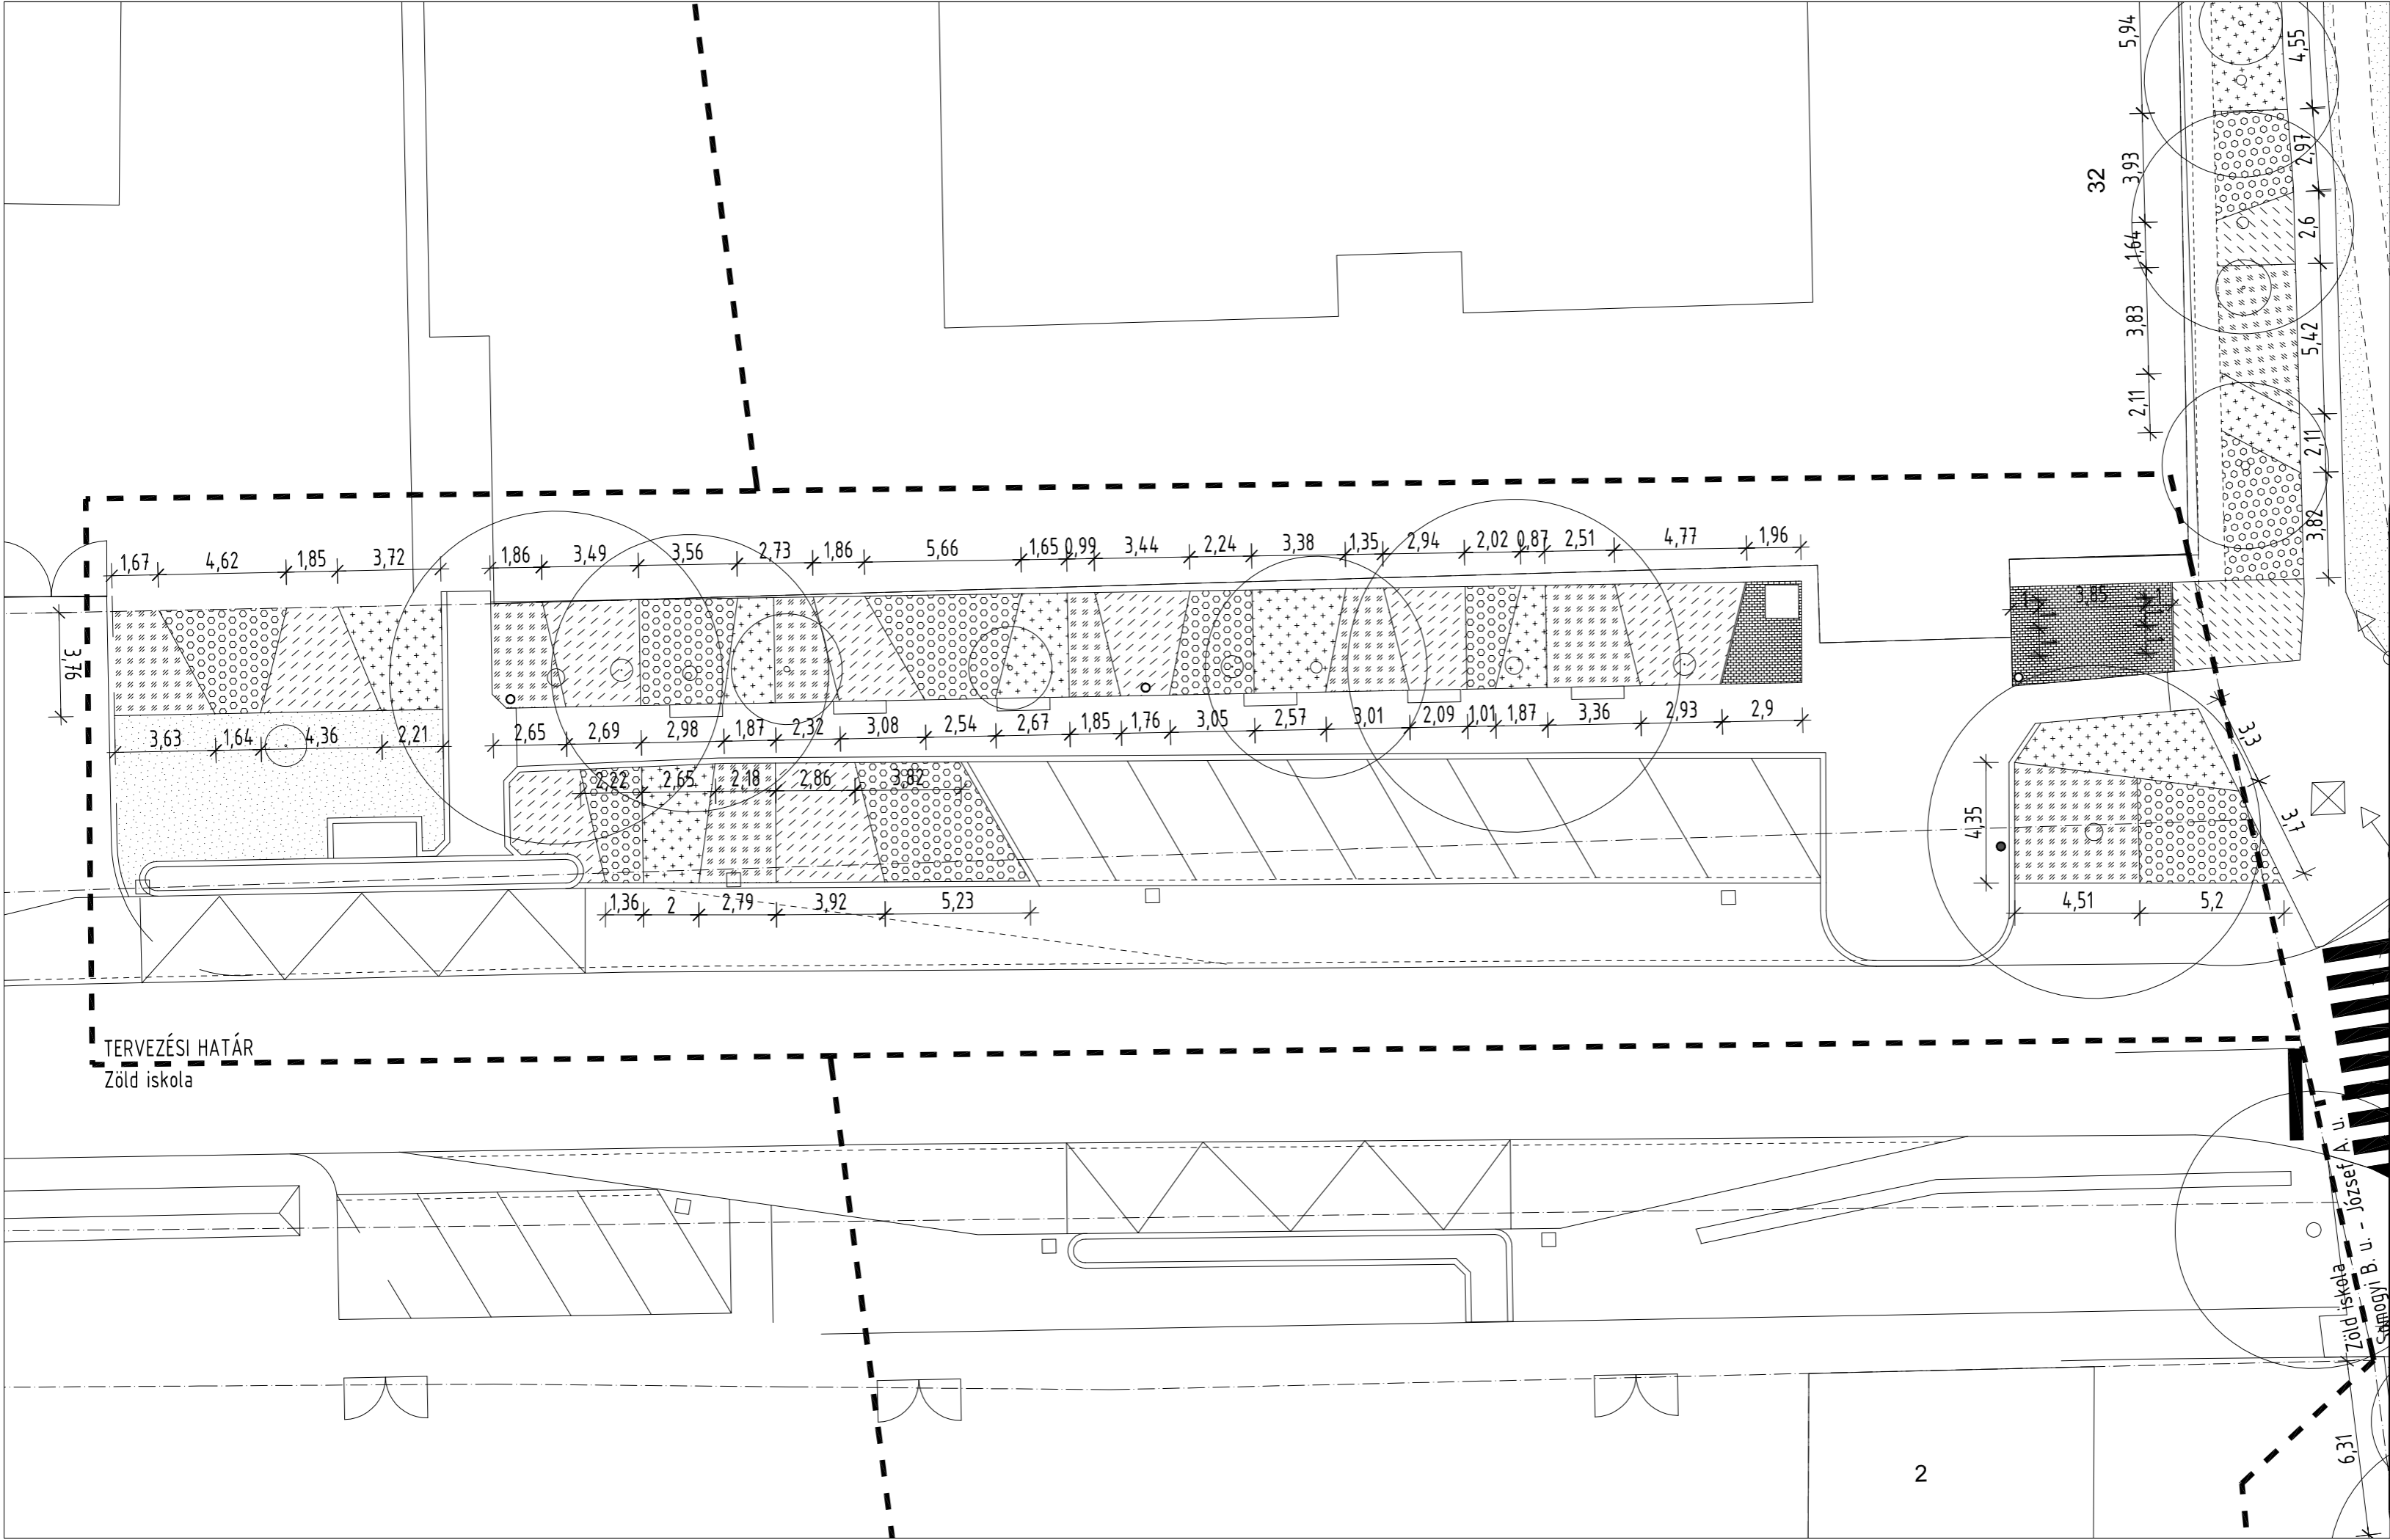 5,94
4,55
32
3,93
2,97
1,64
2,6
3,83
5,42
2,11
2,11
3,82
1,67 4,62 1,85 3,72 1,86 3,49 3,56 2,73 1,86 5,66 1,65 0,99 3,44 2,24 3,38 1,35 2,94 2,02 0,87 2,51 4,77 1,96
1 3,85 1
1 1
1 1
3,76
3,63 1,64 4,36 2,21 2,65 2,69 2,98 1,87 2,32 3,08 2,54 2,67 1,85 1,76 3,05 2,57 3,01 2,09 1,01 1,87 3,36 2,93 2,9
3,3
2,22 2,65 2,18 2,86 3,82
4,35
3,7
1,36 2 2,79 3,92 5,23
4,51 5,2
TERVEZÉSI HATÁR
Zöld iskola
Zöld iskola - József A. u.
Somogyi B. u.
6,31
2